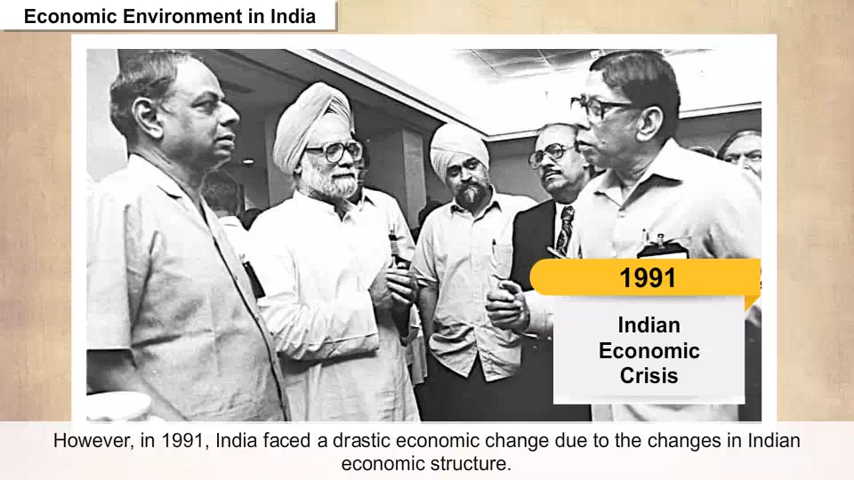 Economic Environment in India
1991
Indian
Economic
Crisis
However, in 1991, India faced a drastic economic change due to the changes in Indian
economic structure.